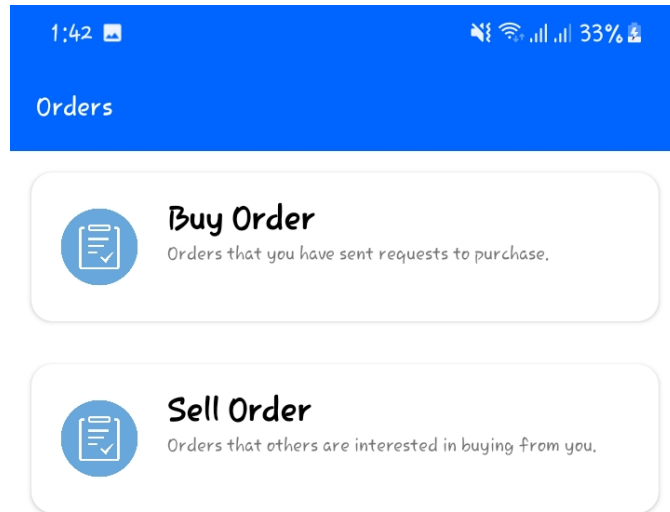 1:42 33%
Orders
Buy Order
Orders that you have sent requests to purchase.
Sell Order
Orders that others are interested in buying from you.